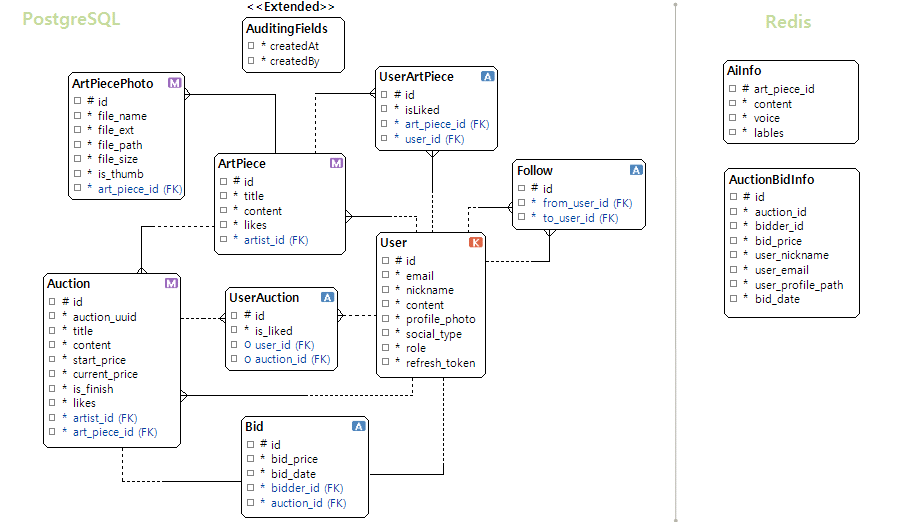 PostgreSQL
<<Extended>>
AuditingFields
* createdAt
* createdBy
ArtPiecePhoto M
# id
* file_name
* file_ext
* file_path
* file_size
* is_thumb
* art_piece_id (FK)
UserArtPiece A
# id
* isLiked
* art_piece_id (FK)
* user_id (FK)
ArtPiece M
# id
* title
* content
* likes
* artist_id (FK)
Follow A
# id
* from_user_id (FK)
* to_user_id (FK)
User K
# id
* email
* nickname
* content
* profile_photo
* social_type
* role
* refresh_token
Auction M
# id
* auction_uuid
* title
* content
* start_price
* current_price
* is_finish
* likes
* artist_id (FK)
* art_piece_id (FK)
UserAuction A
# id
* is_liked
o user_id (FK)
o auction_id (FK)
Bid A
# id
* bid_price
* bid_date
* bidder_id (FK)
* auction_id (FK)
Redis
AiInfo
# art_piece_id
* content
* voice
* lables
AuctionBidInfo
# id
* auction_id
* bidder_id
* bid_price
* user_nickname
* user_email
* user_profile_path
* bid_date